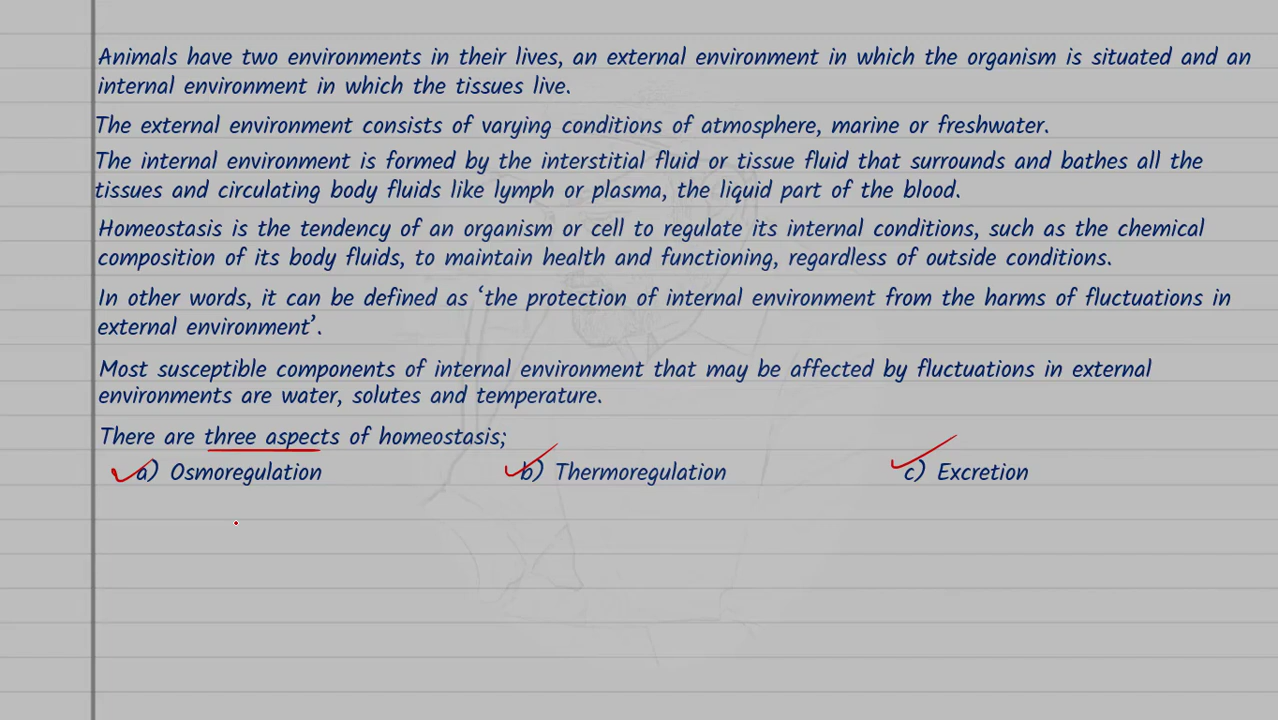 Animals have two environments in their lives, an external environment in which the organism is situated and an
internal environment in which the tissues live.
The external environment consists of varying conditions of atmosphere, marine or freshwater.
The internal environment is formed by the interstitial fluid or tissue fluid that surrounds and bathes all the
tissues and circulating body fluids like lymph or plasma, the liquid part of the blood.
Homeostasis is the tendency of an organism or cell to regulate its internal conditions, such as the chemical
composition of its body fluids, to maintain health and functioning, regardless of outside conditions.
In other words, it can be defined as ‘the protection of internal environment from the harms of fluctuations in
external environment’.
Most susceptible components of internal environment that may be affected by fluctuations in external
environments are water, solutes and temperature.
There are three aspects of homeostasis;
a) Osmoregulation b) Thermoregulation c) Excretion